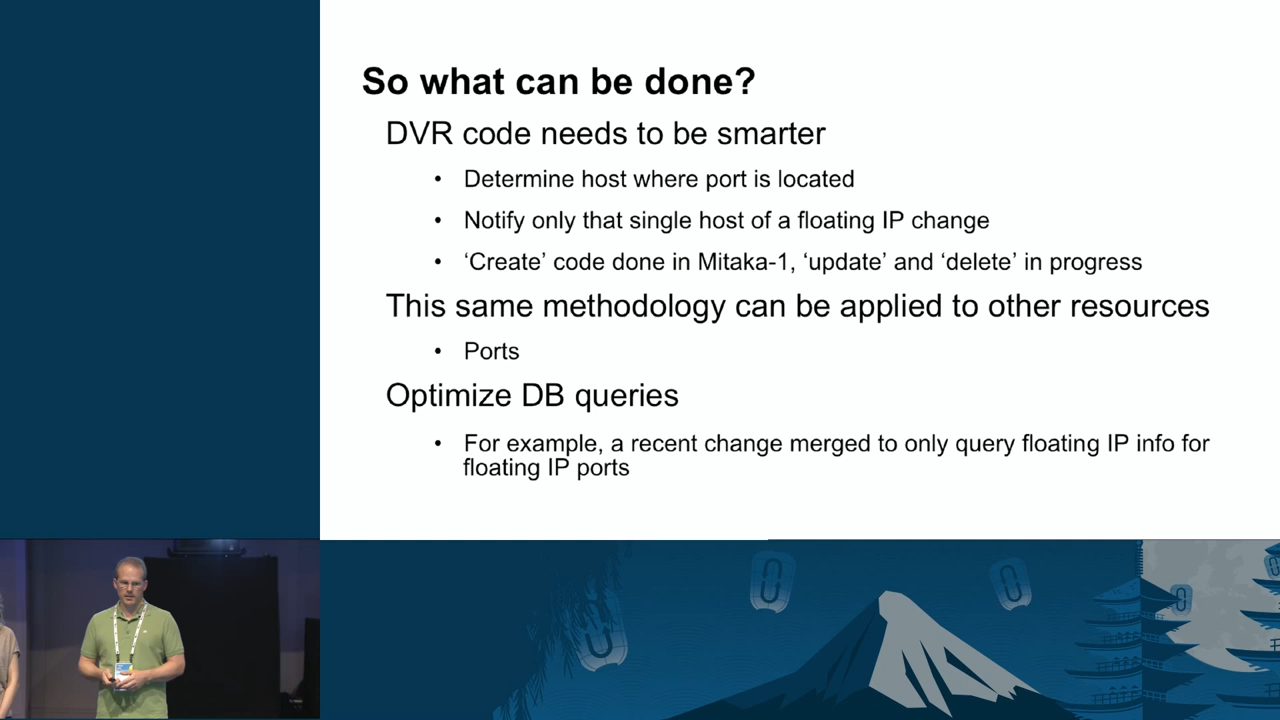 So what can be done?
DVR code needs to be smarter
• Determine host where port is located
• Notify only that single host of a floating IP change
• ‘Create’ code done in Mitaka-1, ‘update’ and ‘delete’ in progress
This same methodology can be applied to other resources
• Ports
Optimize DB queries
• For example, a recent change merged to only query floating IP info for
floating IP ports